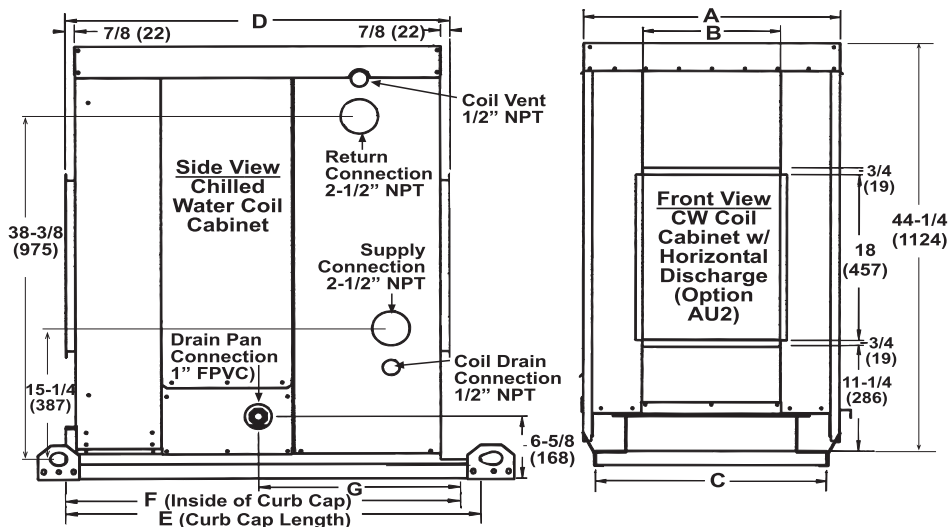 D
7/8 (22)
7/8 (22)
Coil Vent
1/2” NPT
Return
Connection
2-1/2” NPT
Side View
Chilled
Water Coil
Cabinet
38-3/8
(975)
Supply
Connection
2-1/2” NPT
Drain Pan
Connection
1” FPVC)
Coil Drain
Connection
1/2” NPT
15-1/4
(387)
6-5/8
(168)
G
F (Inside of Curb Cap)
E (Curb Cap Length)
A
B
3/4
(19)
Front View
CW Coil
Cabinet w/
Horizontal
Discharge
(Option
AU2)
18
(457)
44-1/4
(1124)
3/4
(19)
11-1/4
(286)
C